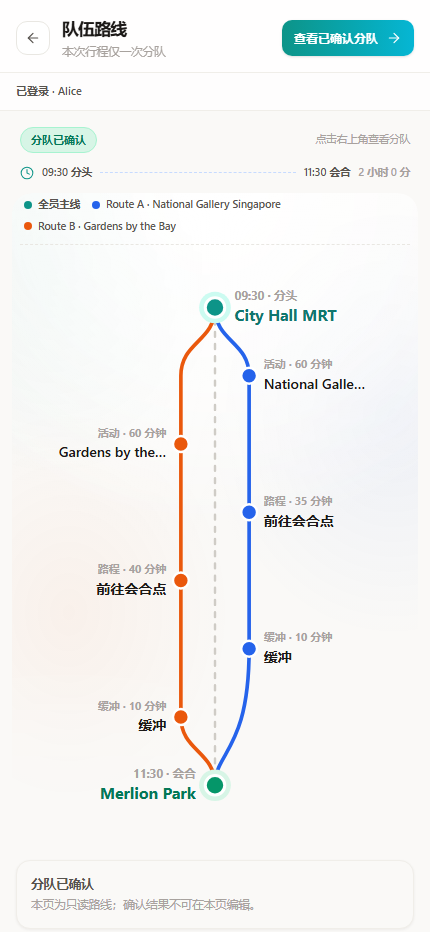 队伍路线
本次行程仅一次分队
查看已确认分队
已登录 · Alice
分队已确认
点击右上角查看分队
09:30 分头
11:30 会合 2 小时 0 分
全员主线
Route A · National Gallery Singapore
Route B · Gardens by the Bay
09:30 · 分头
City Hall MRT
活动 · 60 分钟
National Galle...
活动 · 60 分钟
Gardens by the...
路程 · 35 分钟
前往会合点
路程 · 40 分钟
前往会合点
缓冲 · 10 分钟
缓冲
缓冲 · 10 分钟
缓冲
11:30 · 会合
Merlion Park
分队已确认
本页为只读路线；确认结果不可在本页编辑。